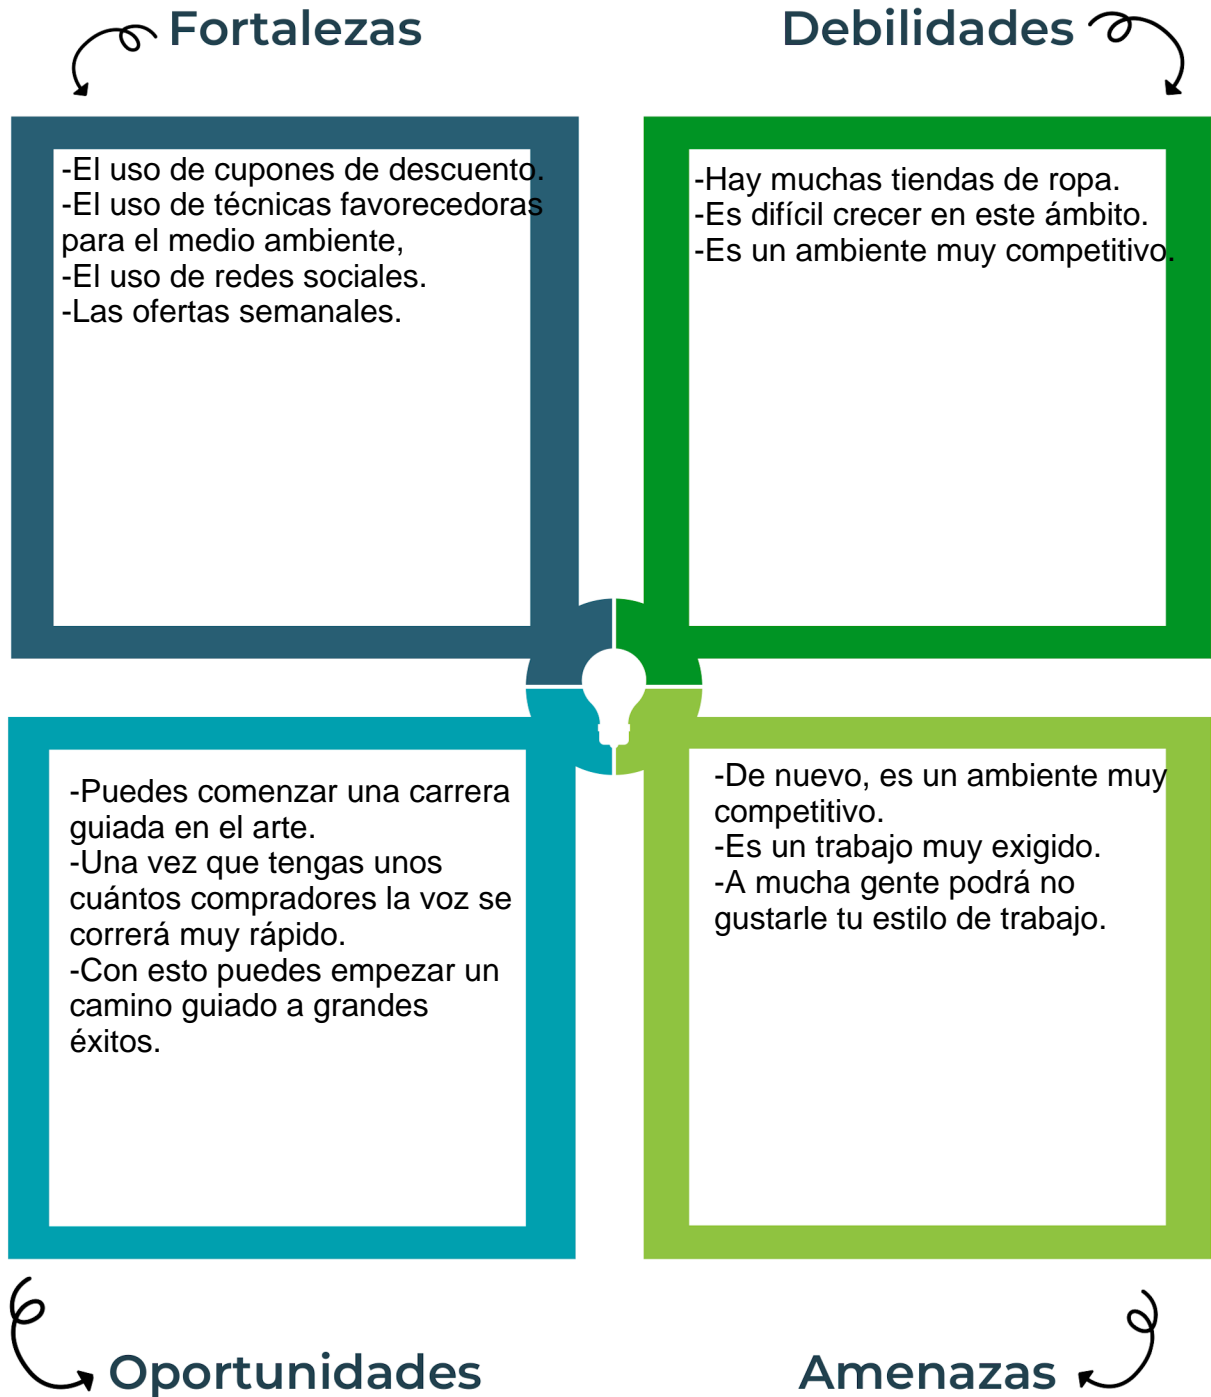 Fortalezas
-El uso de cupones de descuento.
-El uso de técnicas favorecedoras
para el medio ambiente,
-El uso de redes sociales.
-Las ofertas semanales.
Debilidades
-Hay muchas tiendas de ropa.
-Es difícil crecer en este ámbito.
-Es un ambiente muy competitivo.
-Puedes comenzar una carrera
guiada en el arte.
-Una vez que tengas unos
cuántos compradores la voz se
correrá muy rápido.
-Con esto puedes empezar un
camino guiado a grandes
éxitos.
Oportunidades
-De nuevo, es un ambiente muy
competitivo.
-Es un trabajo muy exigido.
-A mucha gente podrá no
gustarle tu estilo de trabajo.
Amenazas